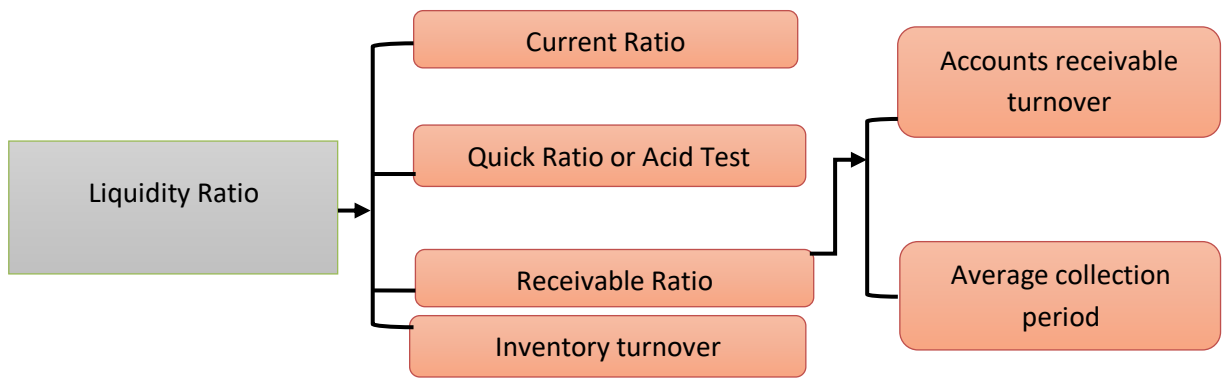 Liquidity Ratio
Current Ratio
Quick Ratio or Acid Test
Receivable Ratio
Inventory turnover
Accounts receivable
turnover
Average collection
period